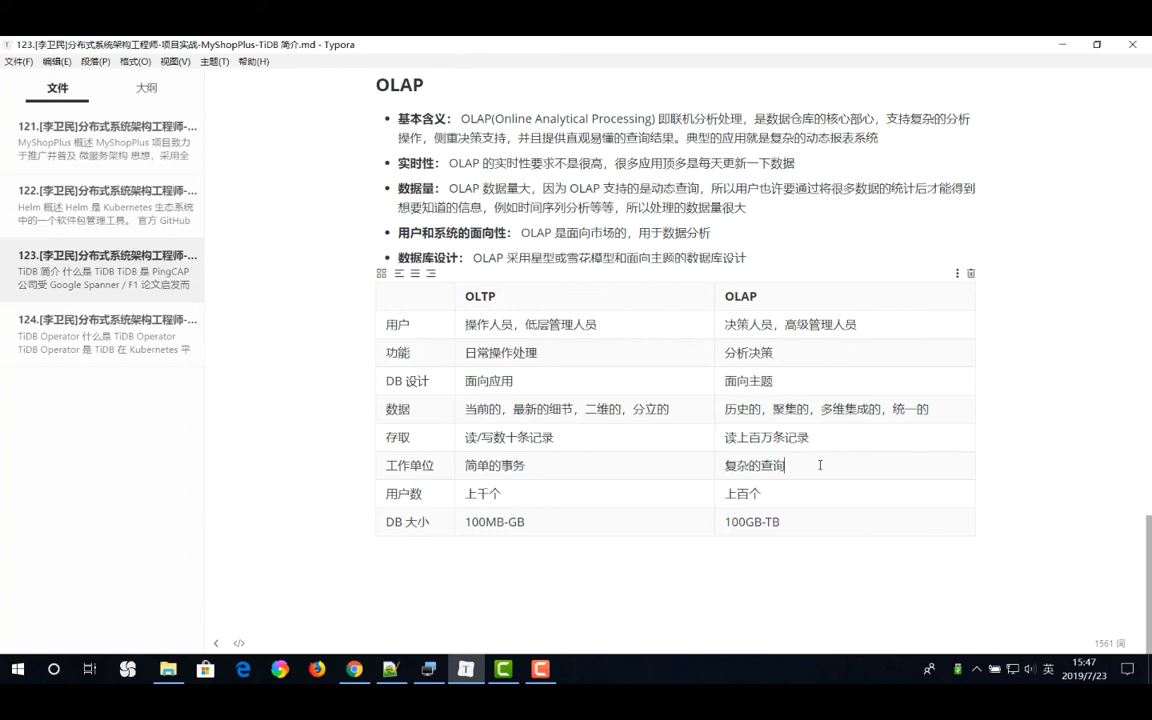 123.[李卫民]分布式系统架构工程师-项目实战-MyShopPlus-TiDB 简介.md - Typora
文件(F) 编辑(E) 段落(P) 格式(O) 视图(V) 主题(T) 帮助(H)
文件 大纲
121.[李卫民]分布式系统架构工程师-...
MyShopPlus 概述 MyShopPlus 项目致力
于推广并普及 微服务架构 思想，采用全
122.[李卫民]分布式系统架构工程师-...
Helm 概述 Helm 是 Kubernetes 生态系统
中的一个软件包管理工具。 官方 GitHub
123.[李卫民]分布式系统架构工程师-...
TiDB 简介 什么是 TiDB TiDB 是 PingCAP
公司受 Google Spanner / F1 论文启发而
124.[李卫民]分布式系统架构工程师-...
TiDB Operator 什么是 TiDB Operator
TiDB Operator 是 TiDB 在 Kubernetes 平
OLAP
基本含义： OLAP(Online Analytical Processing) 即联机分析处理，是数据仓库的核心部心，支持复杂的分析
操作，侧重决策支持，并且提供直观易懂的查询结果。典型的应用就是复杂的动态报表系统
实时性： OLAP 的实时性要求不是很高，很多应用顶多是每天更新一下数据
数据量： OLAP 数据量大，因为 OLAP 支持的是动态查询，所以用户也许要通过将很多数据的统计后才能得到
想要知道的信息，例如时间序列分析等等，所以处理的数据量很大
用户和系统的面向性： OLAP 是面向市场的，用于数据分析
数据库设计： OLAP 采用星型或雪花模型和面向主题的数据库设计
OLTP OLAP
用户 操作人员，低层管理人员 决策人员，高级管理人员
功能 日常操作处理 分析决策
DB 设计 面向应用 面向主题
数据 当前的，最新的细节，二维的，分立的 历史的，聚集的，多维集成的，统一的
存取 读/写数十条记录 读上百万条记录
工作单位 简单的事务 复杂的查询
用户数 上千个 上百个
DB 大小 100MB-GB 100GB-TB
1561 词
英
15:47
2019/7/23